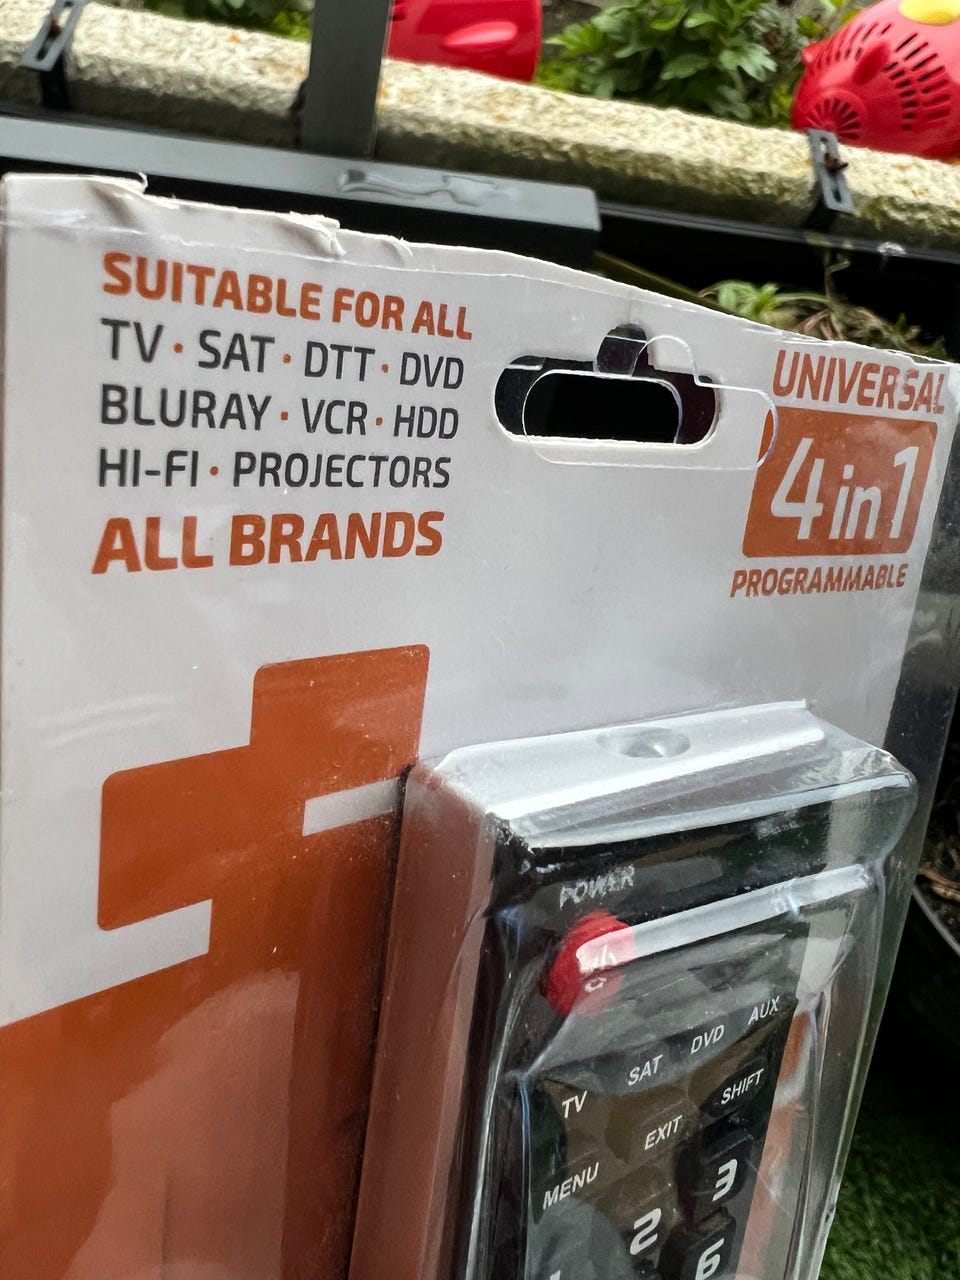 SUITABLE FOR ALL
TV · SAT · DTT · DVD
BLURAY · VCR · HDD
HI-FI · PROJECTORS
ALL BRANDS
UNIVERSAL
4 in 1
PROGRAMMABLE
POWER
TV SAT DVD AUX
MENU EXIT SHIFT
2 3
6